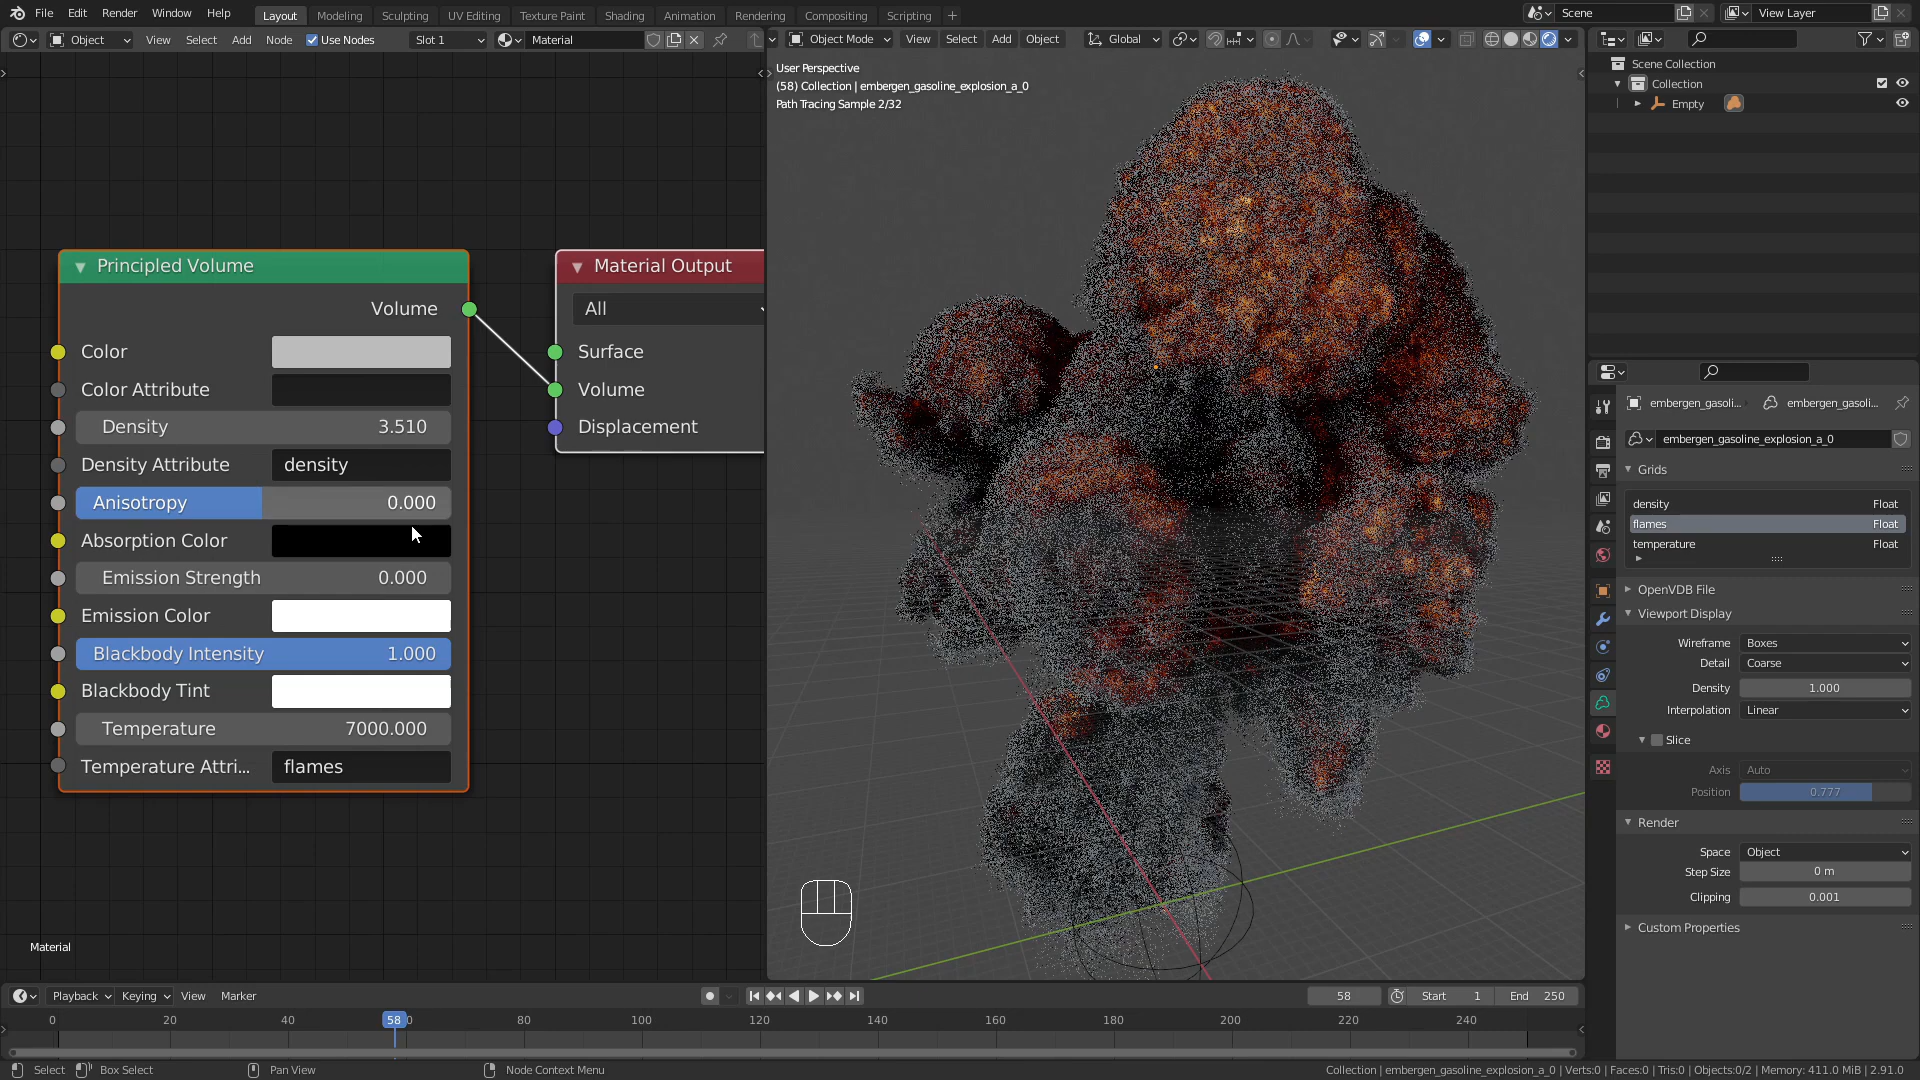 File Edit Render Window Help Layout Modeling Sculpting UV Editing Texture Paint Shading Animation Rendering Compositing Scripting + Scene View Layer
Object View Select Add Node Use Nodes Slot 1 Material Object Mode View Select Add Object Global
User Perspective
(58) Collection | embergen_gasoline_explosion_a_0
Path Tracing Sample 2/32
Scene Collection
Collection
Empty
Principled Volume
Volume
Color
Color Attribute
Density 3.510
Density Attribute density
Anisotropy 0.000
Absorption Color
Emission Strength 0.000
Emission Color
Blackbody Intensity 1.000
Blackbody Tint
Temperature 7000.000
Temperature Attri... flames
Material Output
All
Surface
Volume
Displacement
Material
embergen_gasoli... embergen_gasoli...
embergen_gasoline_explosion_a_0
Grids
density Float
flames Float
temperature Float
OpenVDB File
Viewport Display
Wireframe Boxes
Detail Coarse
Density 1.000
Interpolation Linear
Slice
Axis Auto
Position 0.777
Render
Space Object
Step Size 0 m
Clipping 0.001
Custom Properties
Playback Keying View Marker 58 Start 1 End 250
0 20 40 58 80 100 120 140 160 180 200 220 240
Select Box Select Pan View Node Context Menu Collection | embergen_gasoline_explosion_a_0 | Verts:0 | Faces:0 | Tris:0 | Objects:0/2 | Memory: 411.0 MiB | 2.91.0